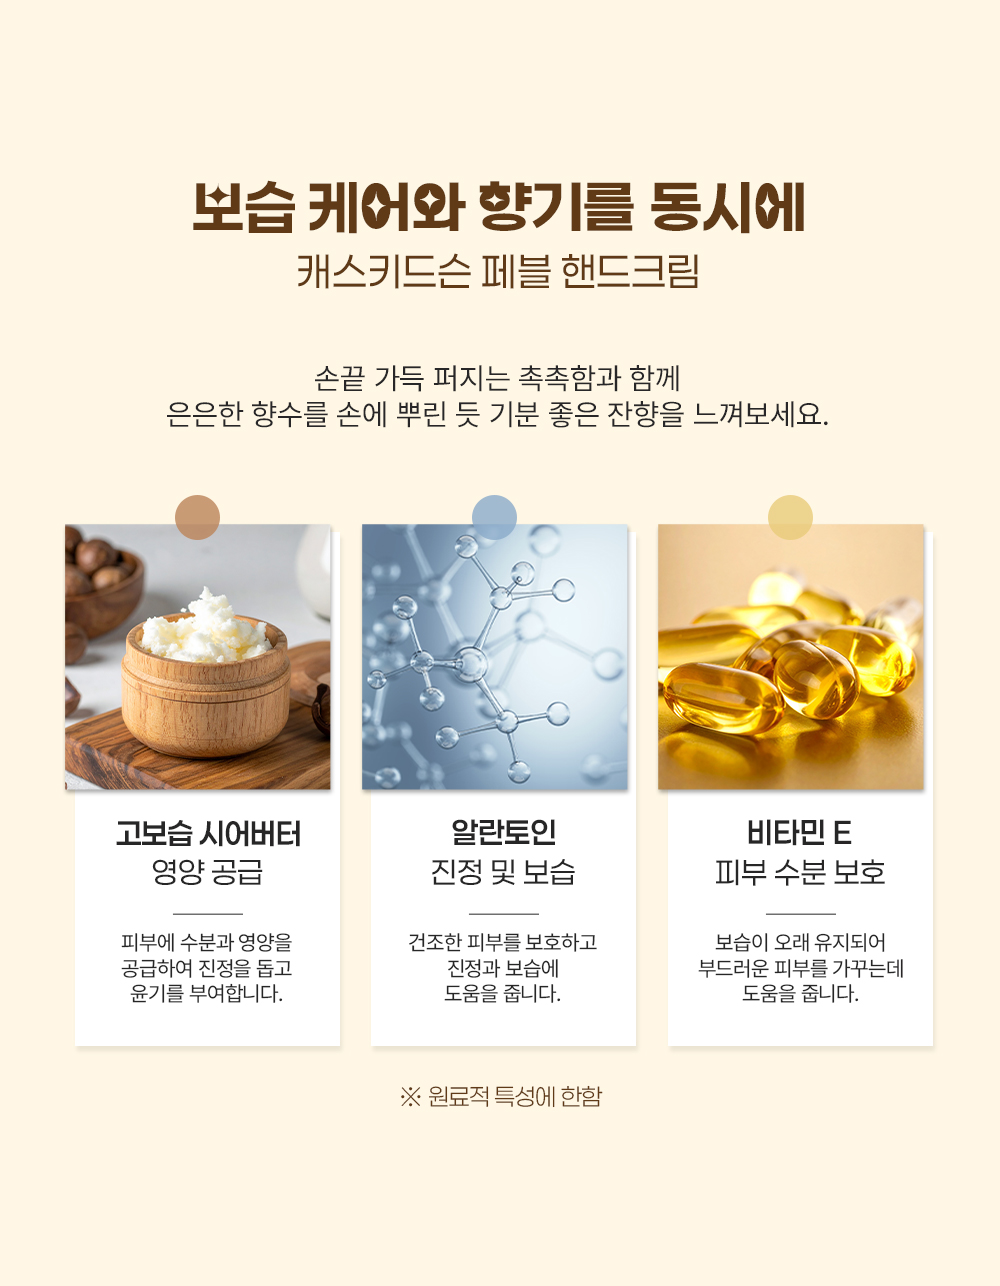 보습 케어와 향기를 동시에
캐스키드슨 페블 핸드크림
손끝 가득 퍼지는 촉촉함과 함께
은은한 향수를 손에 뿌린 듯 기분 좋은 잔향을 느껴보세요.
고보습 시어버터
영양 공급
피부에 수분과 영양을
공급하여 진정을 돕고
윤기를 부여합니다.
알란토인
진정 및 보습
건조한 피부를 보호하고
진정과 보습에
도움을 줍니다.
비타민 E
피부 수분 보호
보습이 오래 유지되어
부드러운 피부를 가꾸는데
도움을 줍니다.
※ 원료적 특성에 한함